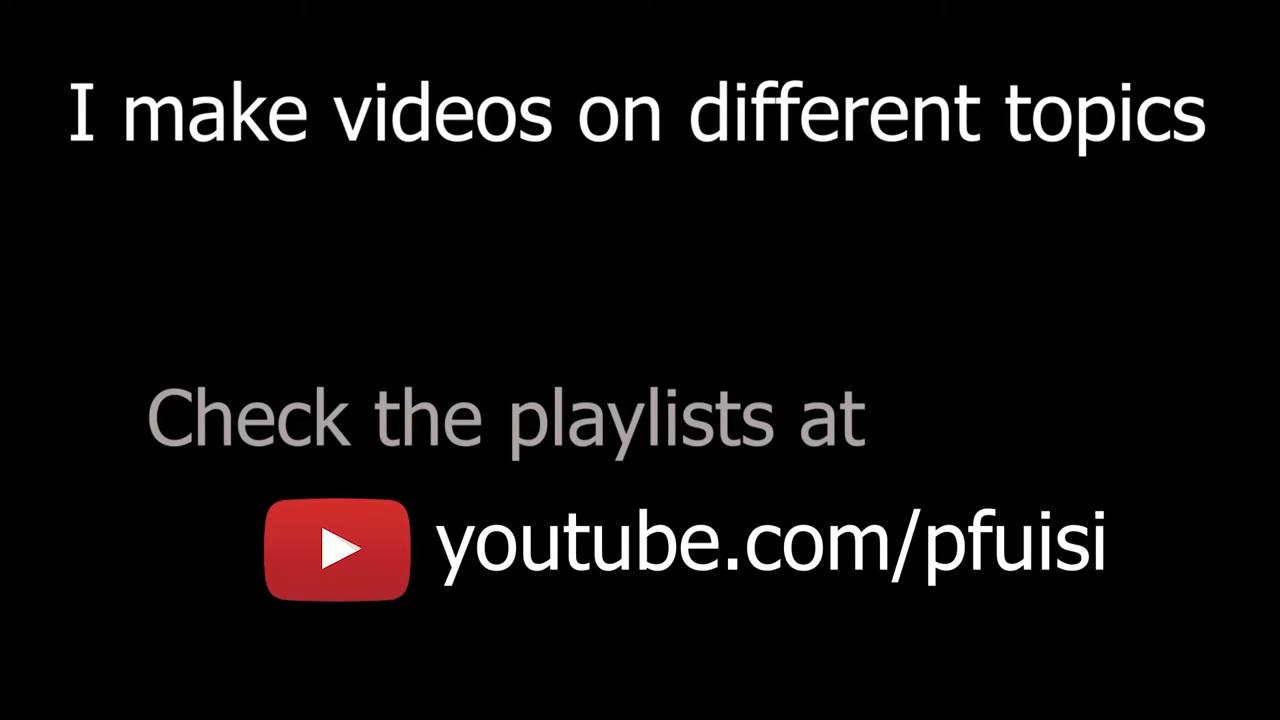 I make videos on different topics
Check the playlists at
youtube.com/pfuisi